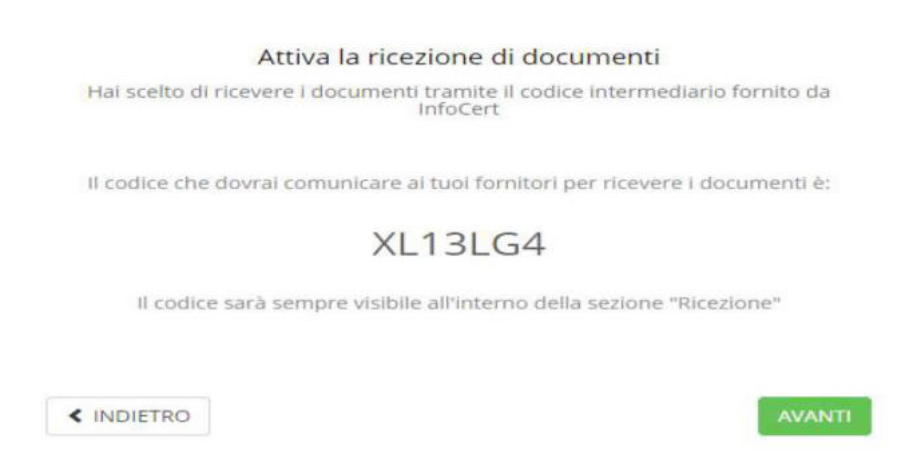 Attiva la ricezione di documenti
Hai scelto di ricevere i documenti tramite il codice intermediario fornito da
InfoCert
Il codice che dovrai comunicare ai tuoi fornitori per ricevere i documenti è:
XL13LG4
Il codice sarà sempre visibile all'interno della sezione "Ricezione"
INDIETRO
AVANTI